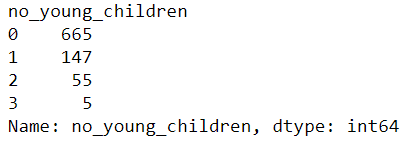 no_young_children
0    665
1    147
2     55
3      5
Name: no_young_children, dtype: int64